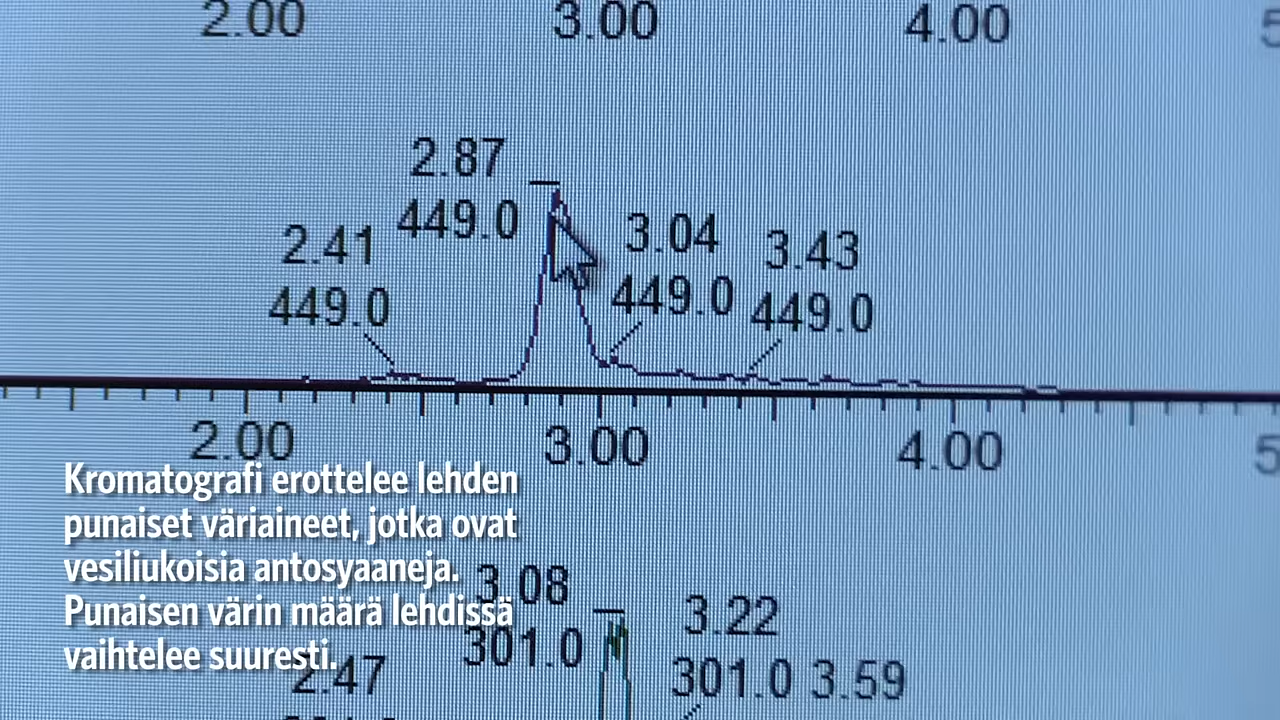 2.00 3.00 4.00 5
2.87
449.0
2.41
449.0
3.04
449.0
3.43
449.0
2.00 3.00 4.00 5
Kromatografi erottelee lehden
punaiset väriaineet, jotka ovat
vesiliukoisia antosyaaneja.
Punaisen värin määrä lehdissä
vaihtelee suuresti.
3.08
301.0
3.22
301.0 3.59
2.47